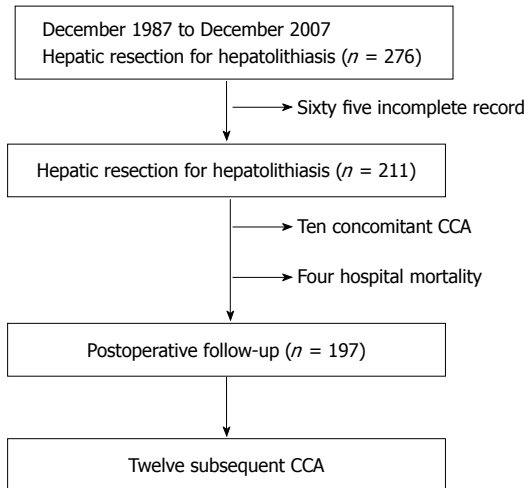 December 1987 to December 2007
Hepatic resection for hepatolithiasis (n = 276)
Sixty five incomplete record
Hepatic resection for hepatolithiasis (n = 211)
Ten concomitant CCA
Four hospital mortality
Postoperative follow-up (n = 197)
Twelve subsequent CCA